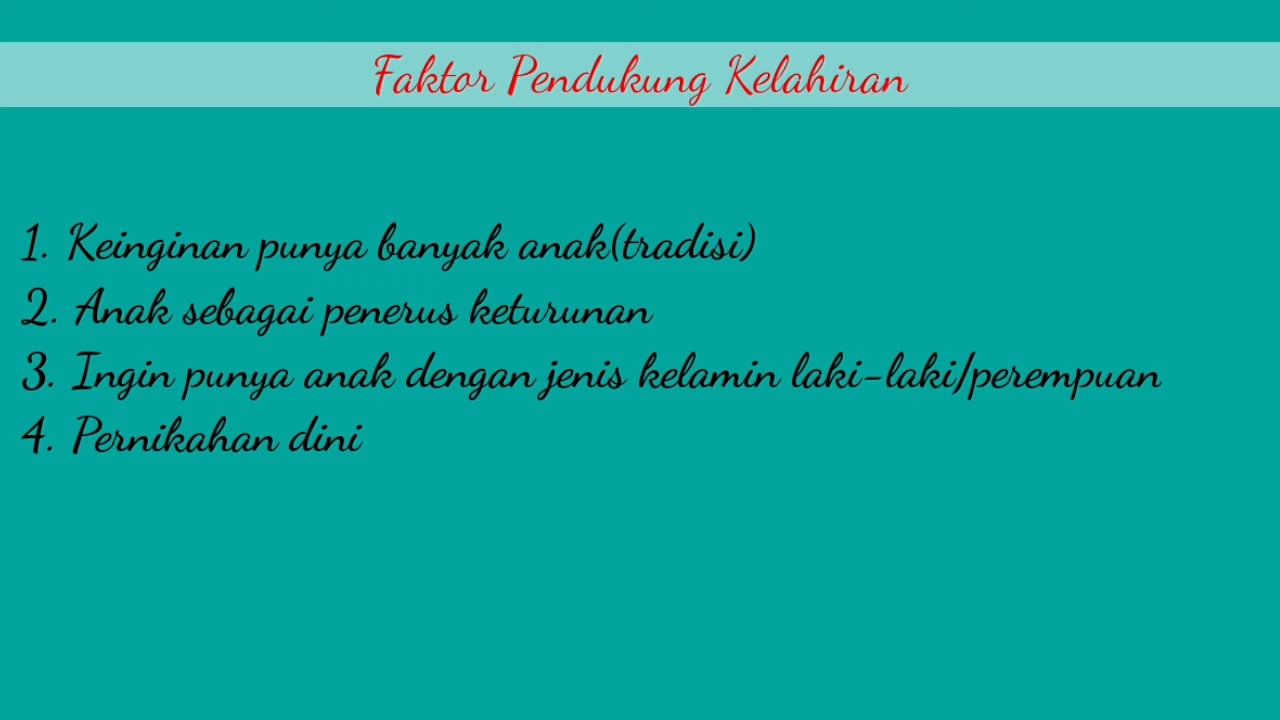 Faktor Pendukung Kelahiran
1. Keinginan punya banyak anak(tradisi)
2. Anak sebagai penerus keturunan
3. Ingin punya anak dengan jenis kelamin laki-laki/perempuan
4. Pernikahan dini